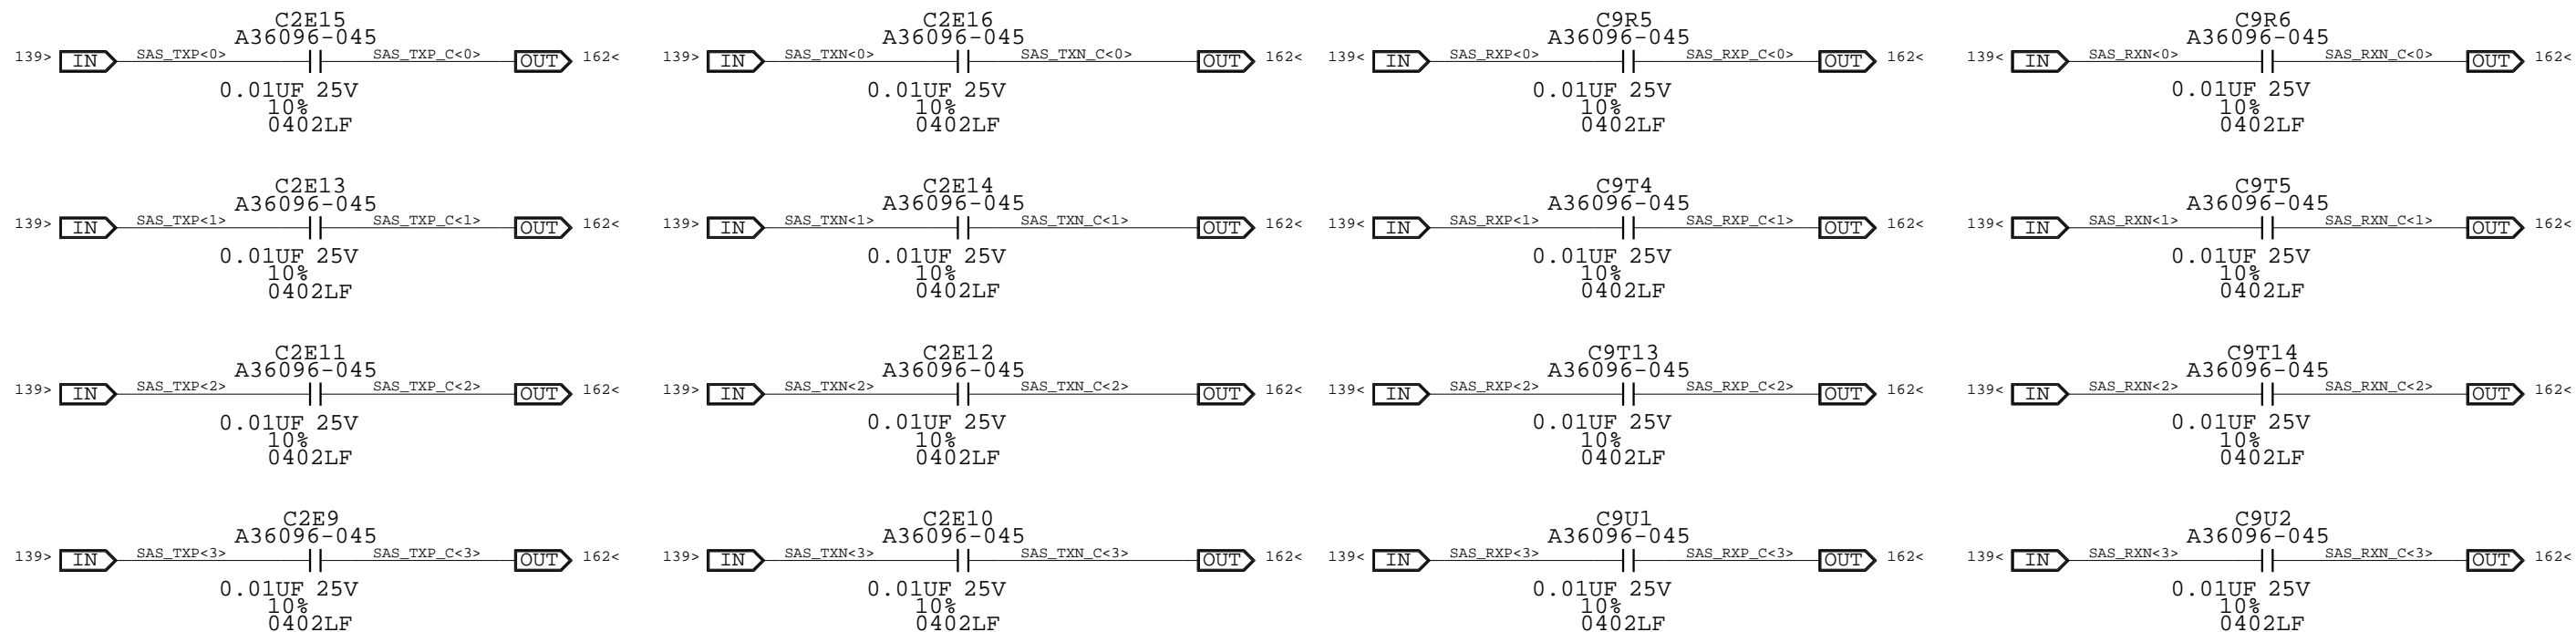 C2E15
A36096-045
139> IN SAS_TXP<0> SAS_TXP_C<0> OUT 162<
0.01UF 25V
10%
0402LF
C2E16
A36096-045
139> IN SAS_TXN<0> SAS_TXN_C<0> OUT 162<
0.01UF 25V
10%
0402LF
C9R5
A36096-045
139< IN SAS_RXP<0> SAS_RXP_C<0> OUT 162<
0.01UF 25V
10%
0402LF
C9R6
A36096-045
139< IN SAS_RXN<0> SAS_RXN_C<0> OUT 162<
0.01UF 25V
10%
0402LF
C2E13
A36096-045
139> IN SAS_TXP<1> SAS_TXP_C<1> OUT 162<
0.01UF 25V
10%
0402LF
C2E14
A36096-045
139> IN SAS_TXN<1> SAS_TXN_C<1> OUT 162<
0.01UF 25V
10%
0402LF
C9T4
A36096-045
139< IN SAS_RXP<1> SAS_RXP_C<1> OUT 162<
0.01UF 25V
10%
0402LF
C9T5
A36096-045
139< IN SAS_RXN<1> SAS_RXN_C<1> OUT 162<
0.01UF 25V
10%
0402LF
C2E11
A36096-045
139> IN SAS_TXP<2> SAS_TXP_C<2> OUT 162<
0.01UF 25V
10%
0402LF
C2E12
A36096-045
139> IN SAS_TXN<2> SAS_TXN_C<2> OUT 162<
0.01UF 25V
10%
0402LF
C9T13
A36096-045
139< IN SAS_RXP<2> SAS_RXP_C<2> OUT 162<
0.01UF 25V
10%
0402LF
C9T14
A36096-045
139< IN SAS_RXN<2> SAS_RXN_C<2> OUT 162<
0.01UF 25V
10%
0402LF
C2E9
A36096-045
139> IN SAS_TXP<3> SAS_TXP_C<3> OUT 162<
0.01UF 25V
10%
0402LF
C2E10
A36096-045
139> IN SAS_TXN<3> SAS_TXN_C<3> OUT 162<
0.01UF 25V
10%
0402LF
C9U1
A36096-045
139< IN SAS_RXP<3> SAS_RXP_C<3> OUT 162<
0.01UF 25V
10%
0402LF
C9U2
A36096-045
139< IN SAS_RXN<3> SAS_RXN_C<3> OUT 162<
0.01UF 25V
10%
0402LF